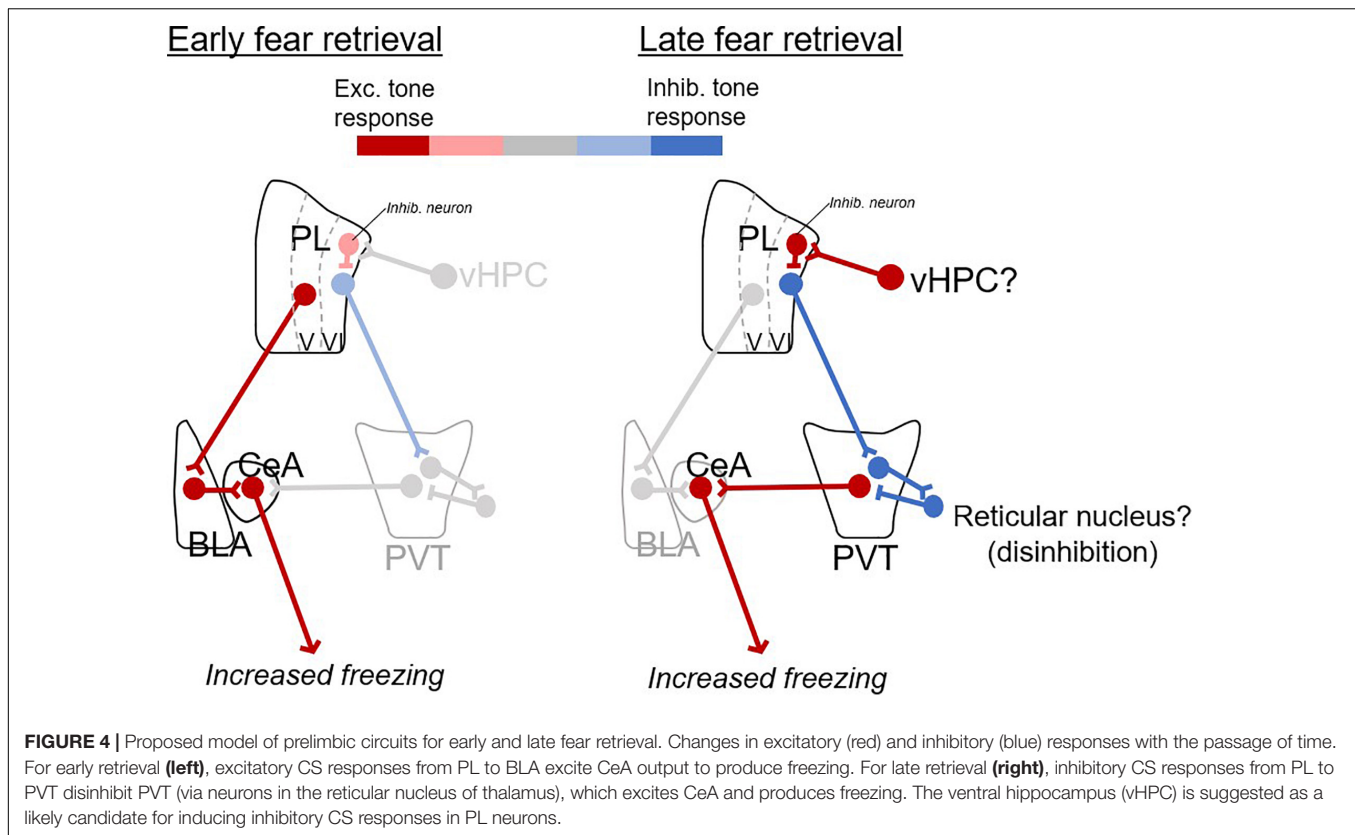 Early fear retrieval
Late fear retrieval
Exc. tone
response
Inhib. tone
response
Inhib. neuron
PL
vHPC
V VI
CeA
BLA
PVT
Increased freezing
Inhib. neuron
PL
vHPC?
V VI
CeA
BLA
PVT
Reticular nucleus?
(disinhibition)
Increased freezing
FIGURE 4 | Proposed model of prelimbic circuits for early and late fear retrieval. Changes in excitatory (red) and inhibitory (blue) responses with the passage of time.
For early retrieval (left), excitatory CS responses from PL to BLA excite CeA output to produce freezing. For late retrieval (right), inhibitory CS responses from PL to
PVT disinhibit PVT (via neurons in the reticular nucleus of thalamus), which excites CeA and produces freezing. The ventral hippocampus (vHPC) is suggested as a
likely candidate for inducing inhibitory CS responses in PL neurons.